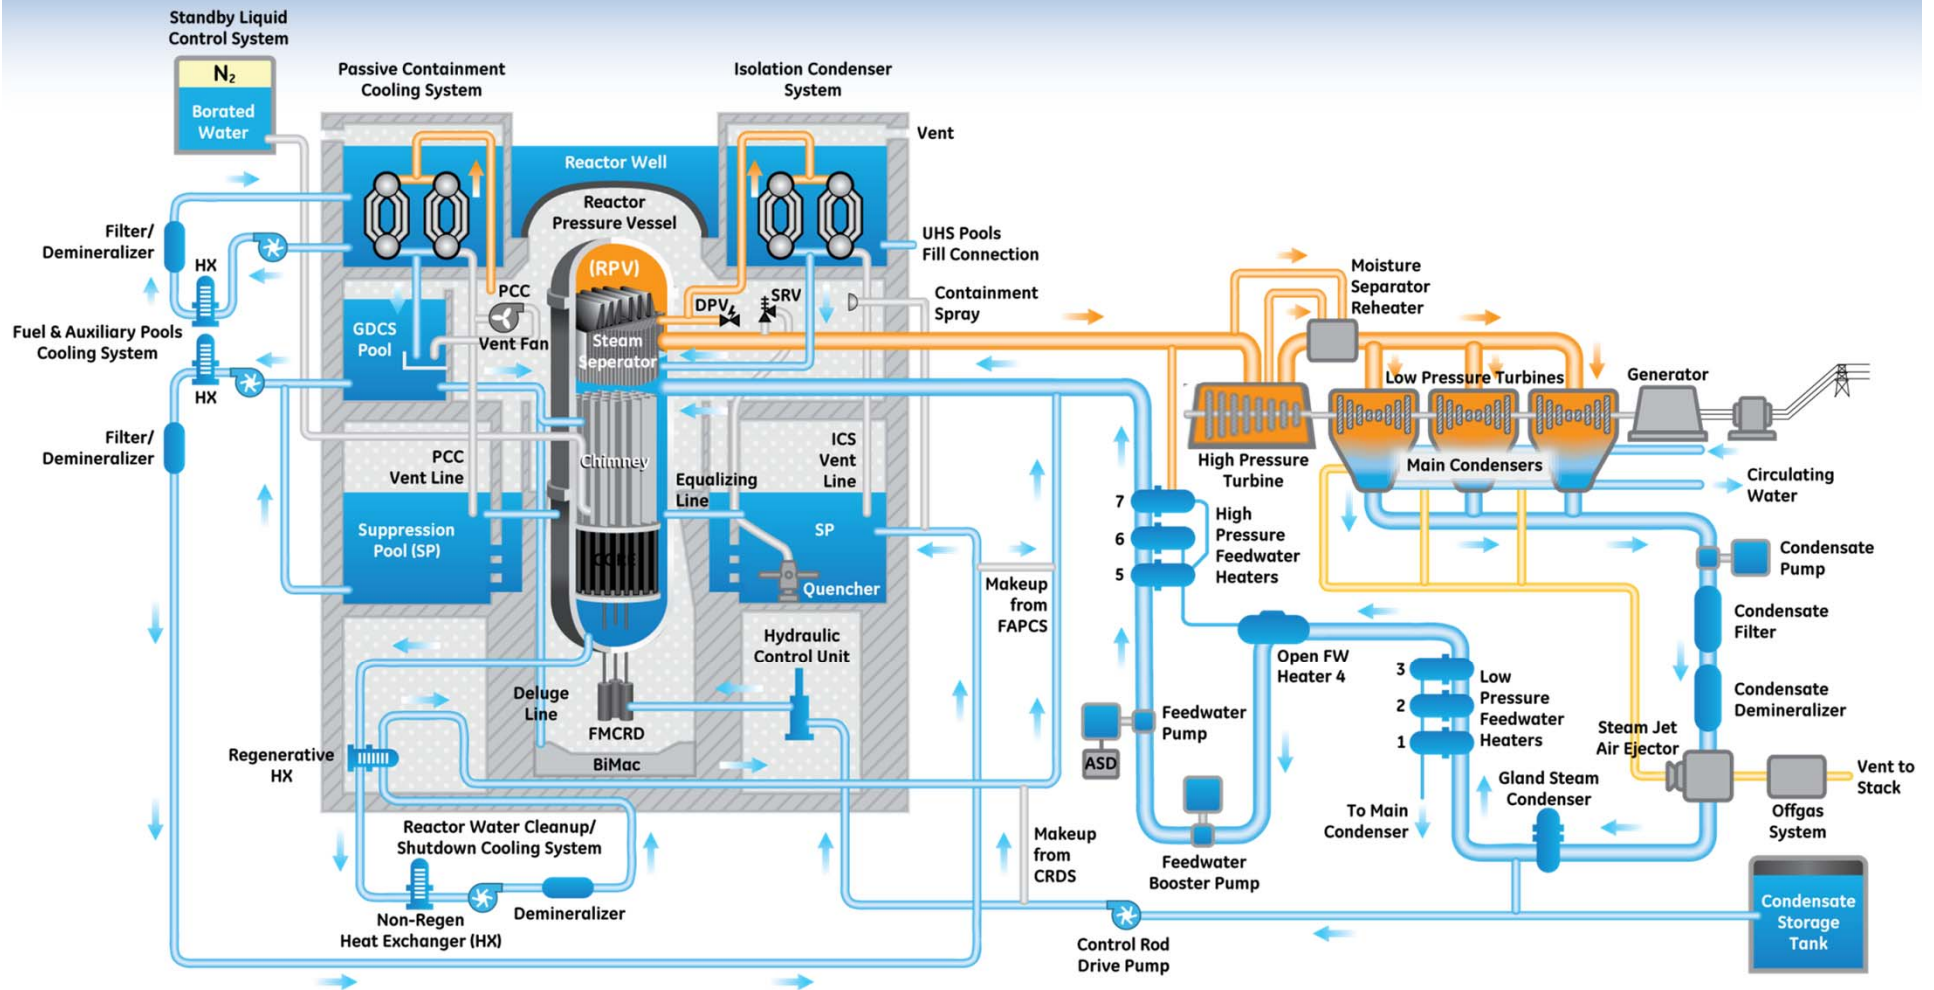 Standby Liquid
Control System
N2
Borated
Water
Passive Containment
Cooling System
Isolation Condenser
System
Vent
Reactor Well
Reactor
Pressure Vessel
(RPV)
UHS Pools
Fill Connection
Filter/
Demineralizer
HX
Fuel & Auxiliary Pools
Cooling System
HX
Filter/
Demineralizer
GDCS
Pool
PCC
Vent Fan
DPV
SRV
Containment
Spray
Steam
Seperator
Chimney
CORE
PCC
Vent Line
Equalizing
Line
ICS
Vent
Line
Suppression
Pool (SP)
SP
Quencher
Makeup
from
FAPCS
Hydraulic
Control Unit
Deluge
Line
FMCRD
BiMac
Regenerative
HX
Reactor Water Cleanup/
Shutdown Cooling System
Non-Regen
Heat Exchanger (HX)
Demineralizer
Makeup
from
CRDS
Control Rod
Drive Pump
Moisture
Separator
Reheater
Low Pressure Turbines
Generator
High Pressure
Turbine
Main Condensers
Circulating
Water
7
6
5
High
Pressure
Feedwater
Heaters
Open FW
Heater 4
3
2
1
Low
Pressure
Feedwater
Heaters
To Main
Condenser
Feedwater
Pump
ASD
Feedwater
Booster Pump
Gland Steam
Condenser
Steam Jet
Air Ejector
Condensate
Pump
Condensate
Filter
Condensate
Demineralizer
Vent to
Stack
Offgas
System
Condensate
Storage
Tank